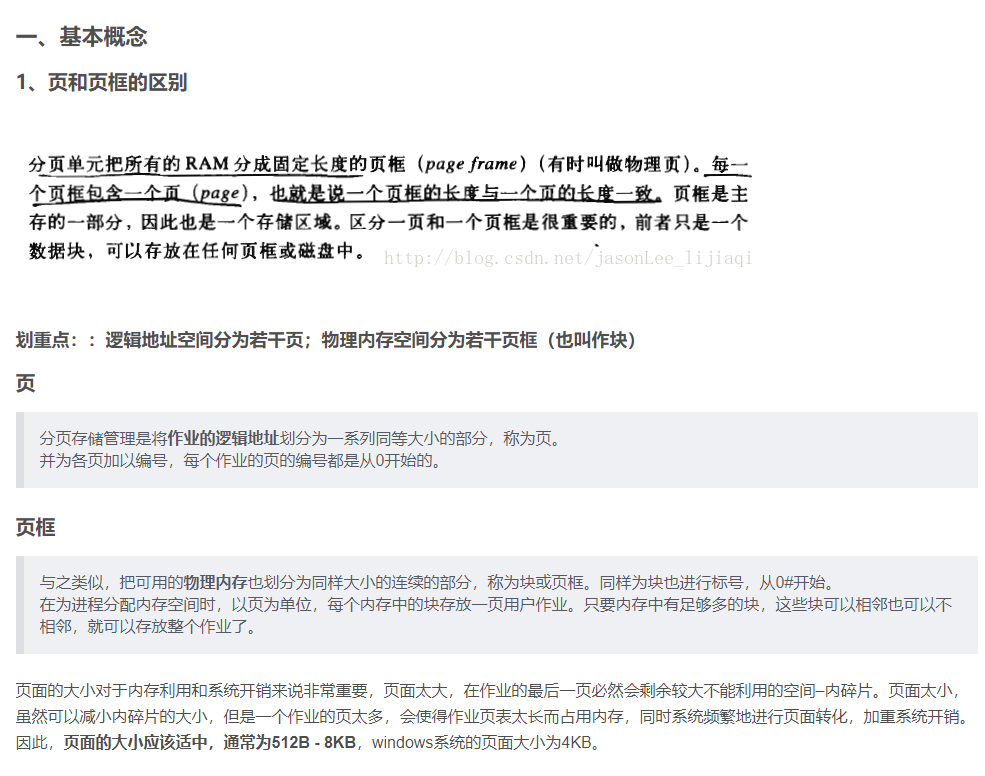 一、基本概念
1、页和页框的区别
分页单元把所有的 RAM 分成固定长度的页框（page frame）（有时叫做物理页）。每一
个页框包含一个页（page），也就是说一个页框的长度与一个页的长度一致。页框是主
存的一部分，因此也是一个存储区域。区分一页和一个页框是很重要的，前者只是一个
数据块，可以存放在任何页框或磁盘中。
http://blog.csdn.net/jasonLee_lijiaqi
划重点：：逻辑地址空间分为若干页；物理内存空间分为若干页框（也叫作块）
页
分页存储管理是将作业的逻辑地址划分为一系列同等大小的部分，称为页。
并为各页加以编号，每个作业的页的编号都是从0开始的。
页框
与之类似，把可用的物理内存也划分为同样大小的连续的部分，称为块或页框。同样为块也进行标号，从0#开始。
在为进程分配内存空间时，以页为单位，每个内存中的块存放一页用户作业。只要内存中有足够多的块，这些块可以相邻也可以不
相邻，就可以存放整个作业了。
页面的大小对于内存利用和系统开销来说非常重要，页面太大，在作业的最后一页必然会剩余较大不能利用的空间–内碎片。页面太小，
虽然可以减小内碎片的大小，但是一个作业的页太多，会使得作业页表太长而占用内存，同时系统频繁地进行页面转化，加重系统开销。
因此，页面的大小应该适中，通常为512B - 8KB，windows系统的页面大小为4KB。